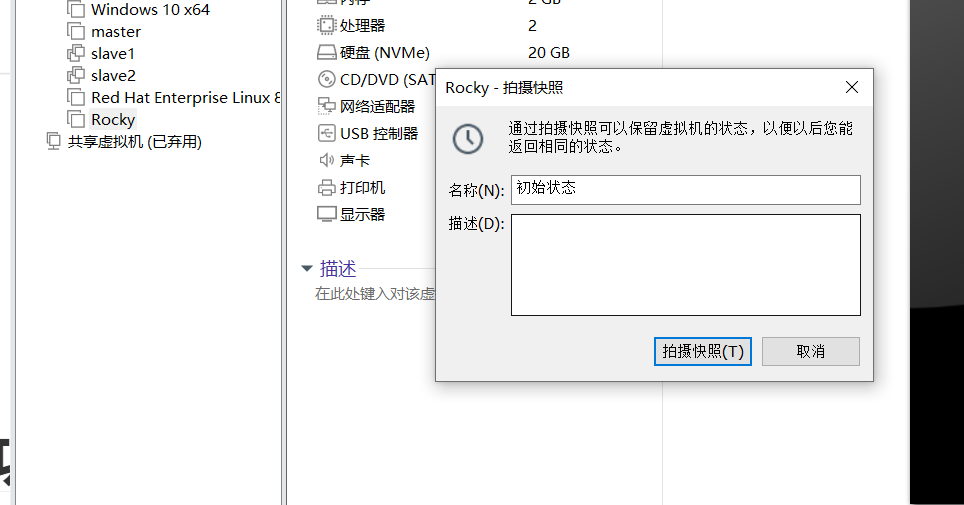 Windows 10 x64
master
slave1
slave2
Red Hat Enterprise Linux 8
Rocky
共享虚拟机 (已弃用)
内存 2 GB
处理器 2
硬盘 (NVMe) 20 GB
CD/DVD (SAT
网络适配器
USB 控制器
声卡
打印机
显示器
描述
在此处键入对该虚
Rocky - 拍摄快照
通过拍摄快照可以保留虚拟机的状态，以便以后您能
返回相同的状态。
名称(N): 初始状态
描述(D):
拍摄快照(T) 取消